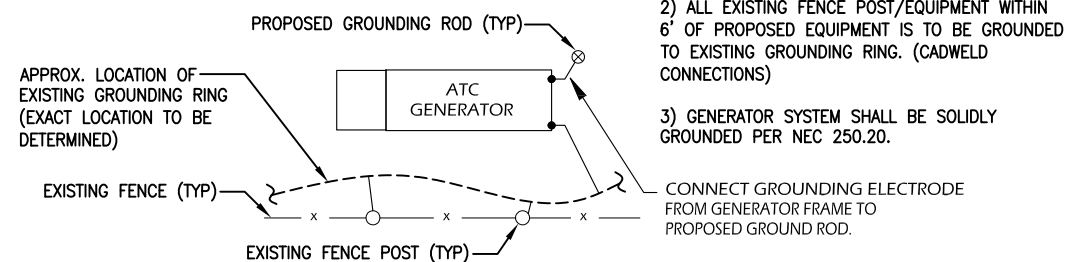 PROPOSED GROUNDING ROD (TYP)
APPROX. LOCATION OF
EXISTING GROUNDING RING
(EXACT LOCATION TO BE
DETERMINED)
ATC
GENERATOR
EXISTING FENCE (TYP)
x x x
EXISTING FENCE POST (TYP)
2) ALL EXISTING FENCE POST/EQUIPMENT WITHIN
6' OF PROPOSED EQUIPMENT IS TO BE GROUNDED
TO EXISTING GROUNDING RING. (CADWELD
CONNECTIONS)
3) GENERATOR SYSTEM SHALL BE SOLIDLY
GROUNDED PER NEC 250.20.
CONNECT GROUNDING ELECTRODE
FROM GENERATOR FRAME TO
PROPOSED GROUND ROD.